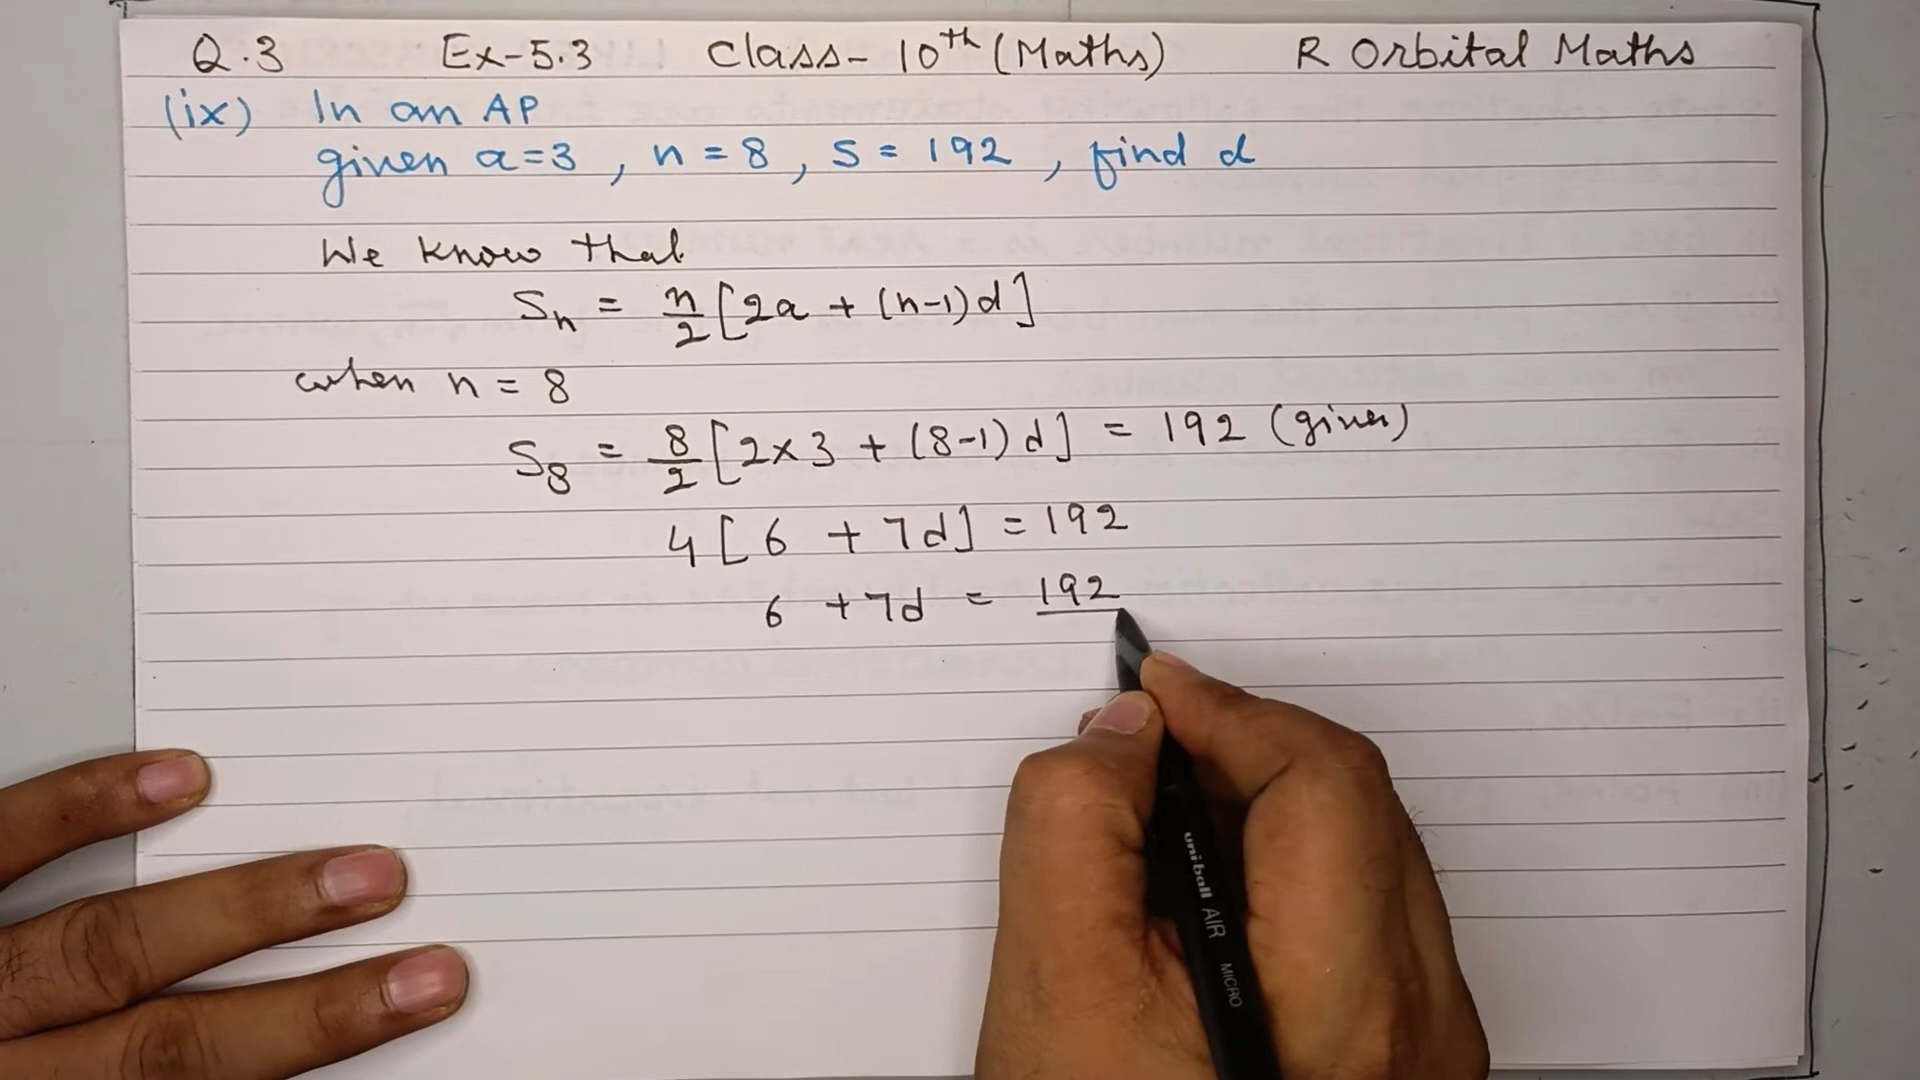 Q.3 Ex-5.3 Class-10th (Maths) R Orbital Maths
(ix) In an AP
given a=3, n=8, S=192, find d
We know that
Sn = n/2 [2a + (n-1)d]
when n = 8
S8 = 8/2 [2×3 + (8-1)d] = 192 (given)
4 [6 + 7d] = 192
6 + 7d = 192
uniball AIR MICRO